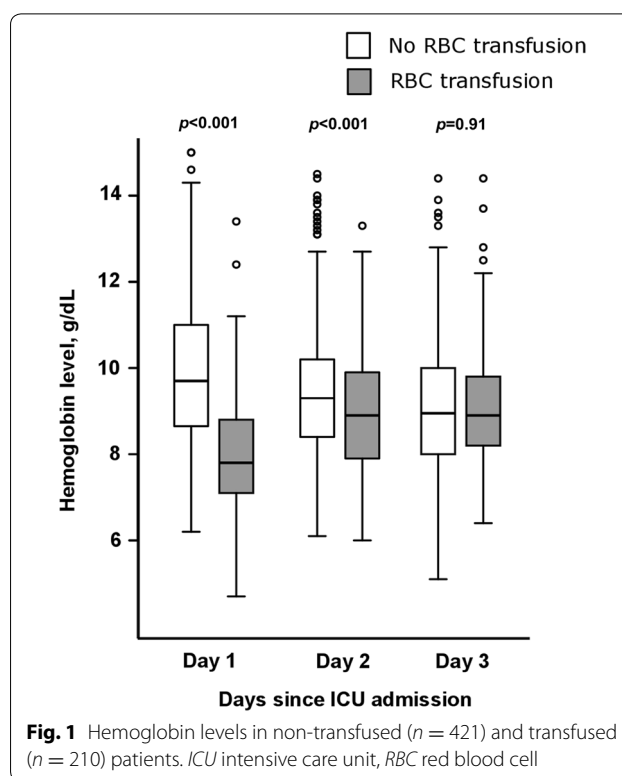 No RBC transfusion
RBC transfusion
p<0.001 p<0.001 p=0.91
14
12
10
8
6
Hemoglobin level, g/dL
Day 1 Day 2 Day 3
Days since ICU admission
Fig. 1 Hemoglobin levels in non-transfused (n = 421) and transfused
(n = 210) patients. ICU intensive care unit, RBC red blood cell